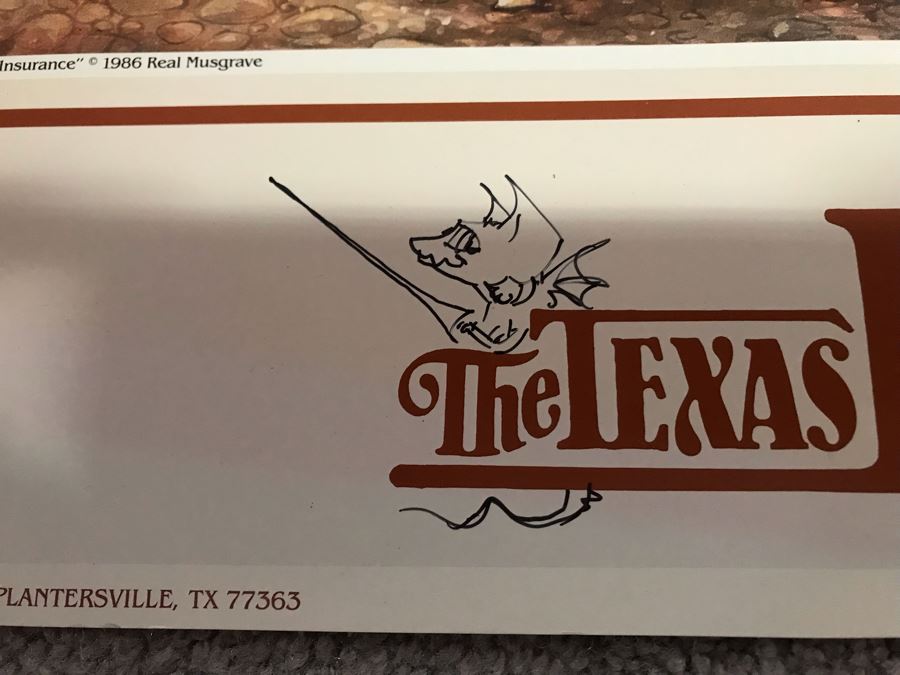 Insurance" © 1986 Real Musgrave
The TEXAS
PLANTERSVILLE, TX 77363